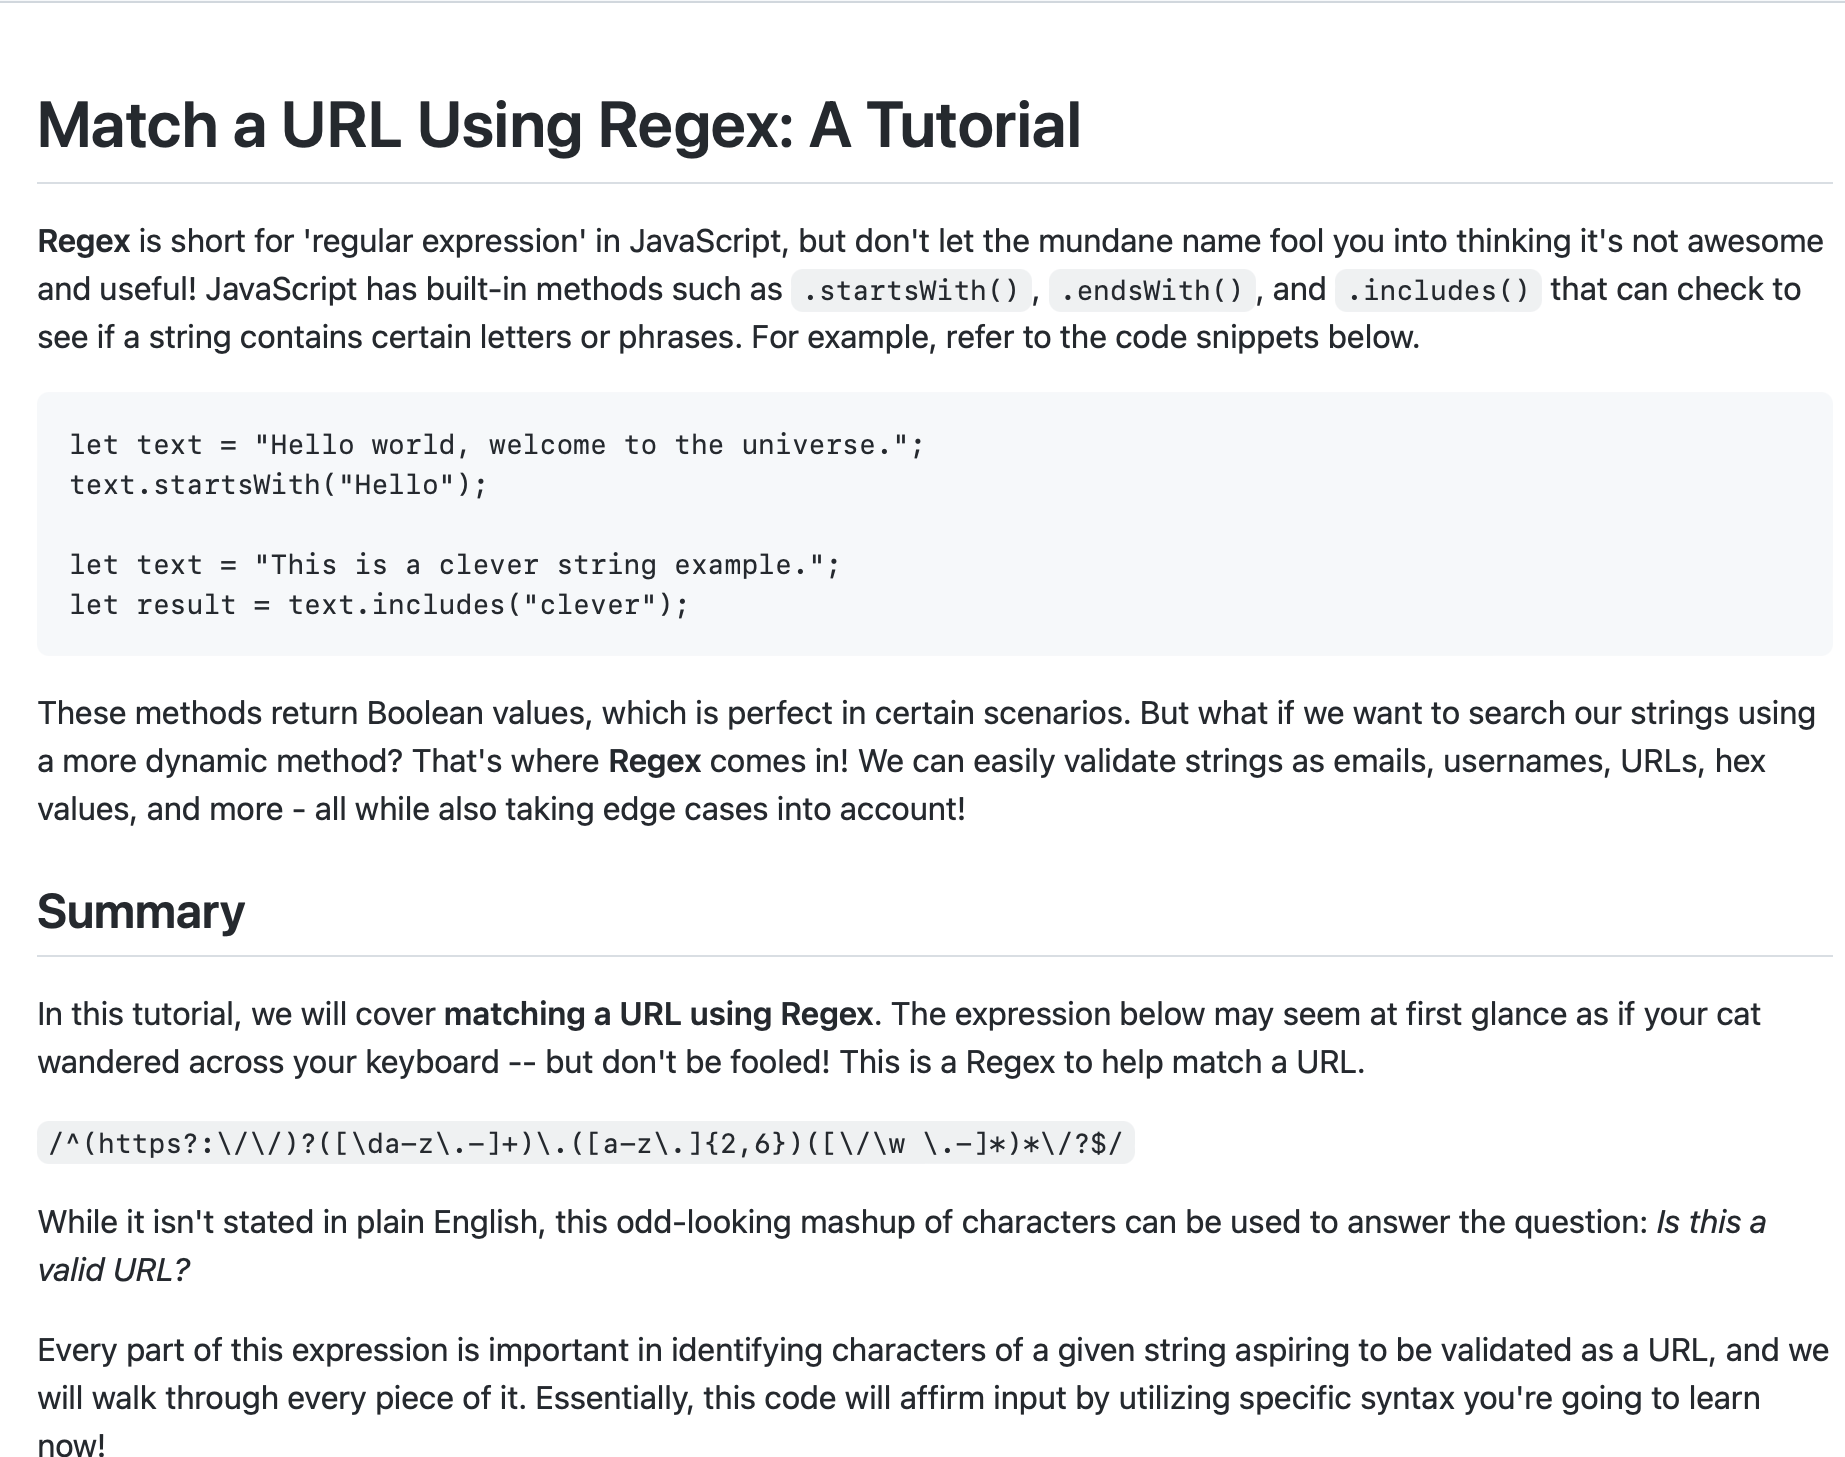 Match a URL Using Regex: A Tutorial
Regex is short for 'regular expression' in JavaScript, but don't let the mundane name fool you into thinking it's not awesome
and useful! JavaScript has built-in methods such as .startsWith() , .endsWith() , and .includes() that can check to
see if a string contains certain letters or phrases. For example, refer to the code snippets below.
let text = "Hello world, welcome to the universe.";
text.startsWith("Hello");
let text = "This is a clever string example.";
let result = text.includes("clever");
These methods return Boolean values, which is perfect in certain scenarios. But what if we want to search our strings using
a more dynamic method? That's where Regex comes in! We can easily validate strings as emails, usernames, URLs, hex
values, and more - all while also taking edge cases into account!
Summary
In this tutorial, we will cover matching a URL using Regex. The expression below may seem at first glance as if your cat
wandered across your keyboard -- but don't be fooled! This is a Regex to help match a URL.
/^(https?:\/\/)?([\da-z\.-]+)\.([a-z\.]{2,6})([\/\w \.-]*)*\/?$/
While it isn't stated in plain English, this odd-looking mashup of characters can be used to answer the question: Is this a
valid URL?
Every part of this expression is important in identifying characters of a given string aspiring to be validated as a URL, and we
will walk through every piece of it. Essentially, this code will affirm input by utilizing specific syntax you're going to learn
now!